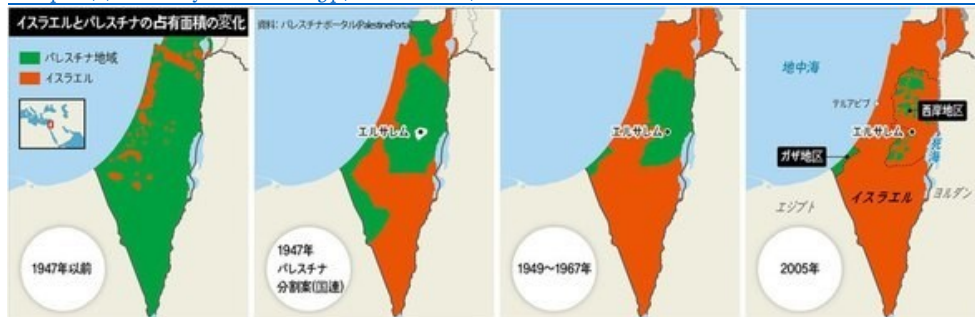 イスラエルとパレスチナの占有面積の変化
パレスチナ地域
イスラエル
1947年以前
資料: パレスチナポータル(PalestinePortal)
エルサレム
1947年
パレスチナ
分割案(国連)
エルサレム
1949〜1967年
地中海
テルアビブ
西岸地区
エルサレム
死海
ガザ地区
イスラエル
ヨルダン
エジプト
2005年